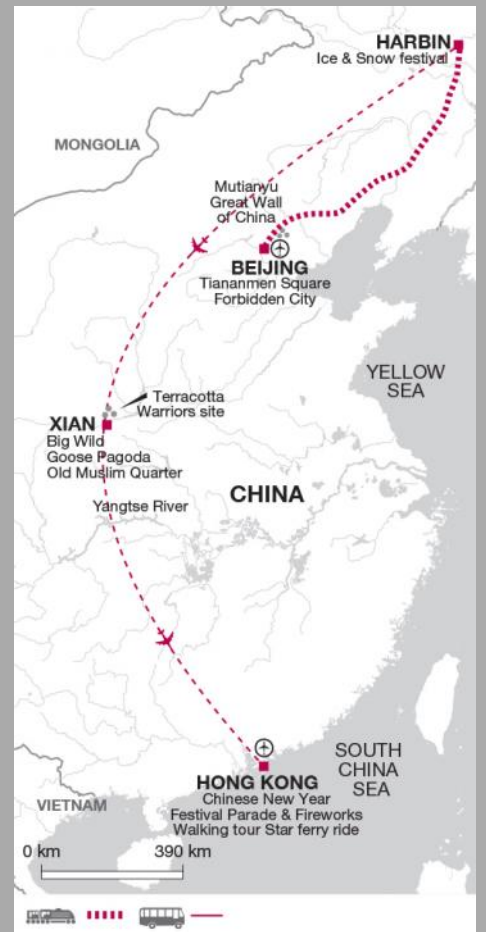 HARBIN
Ice & Snow festival
MONGOLIA
Mutianyu
Great Wall
of China
BEIJING
Tiananmen Square
Forbidden City
YELLOW
SEA
Terracotta
Warriors site
XIAN
Big Wild
Goose Pagoda
Old Muslim Quarter
CHINA
Yangtse River
SOUTH
CHINA
SEA
HONG KONG
Chinese New Year
Festival Parade & Fireworks
Walking tour Star ferry ride
VIETNAM
0 km 390 km